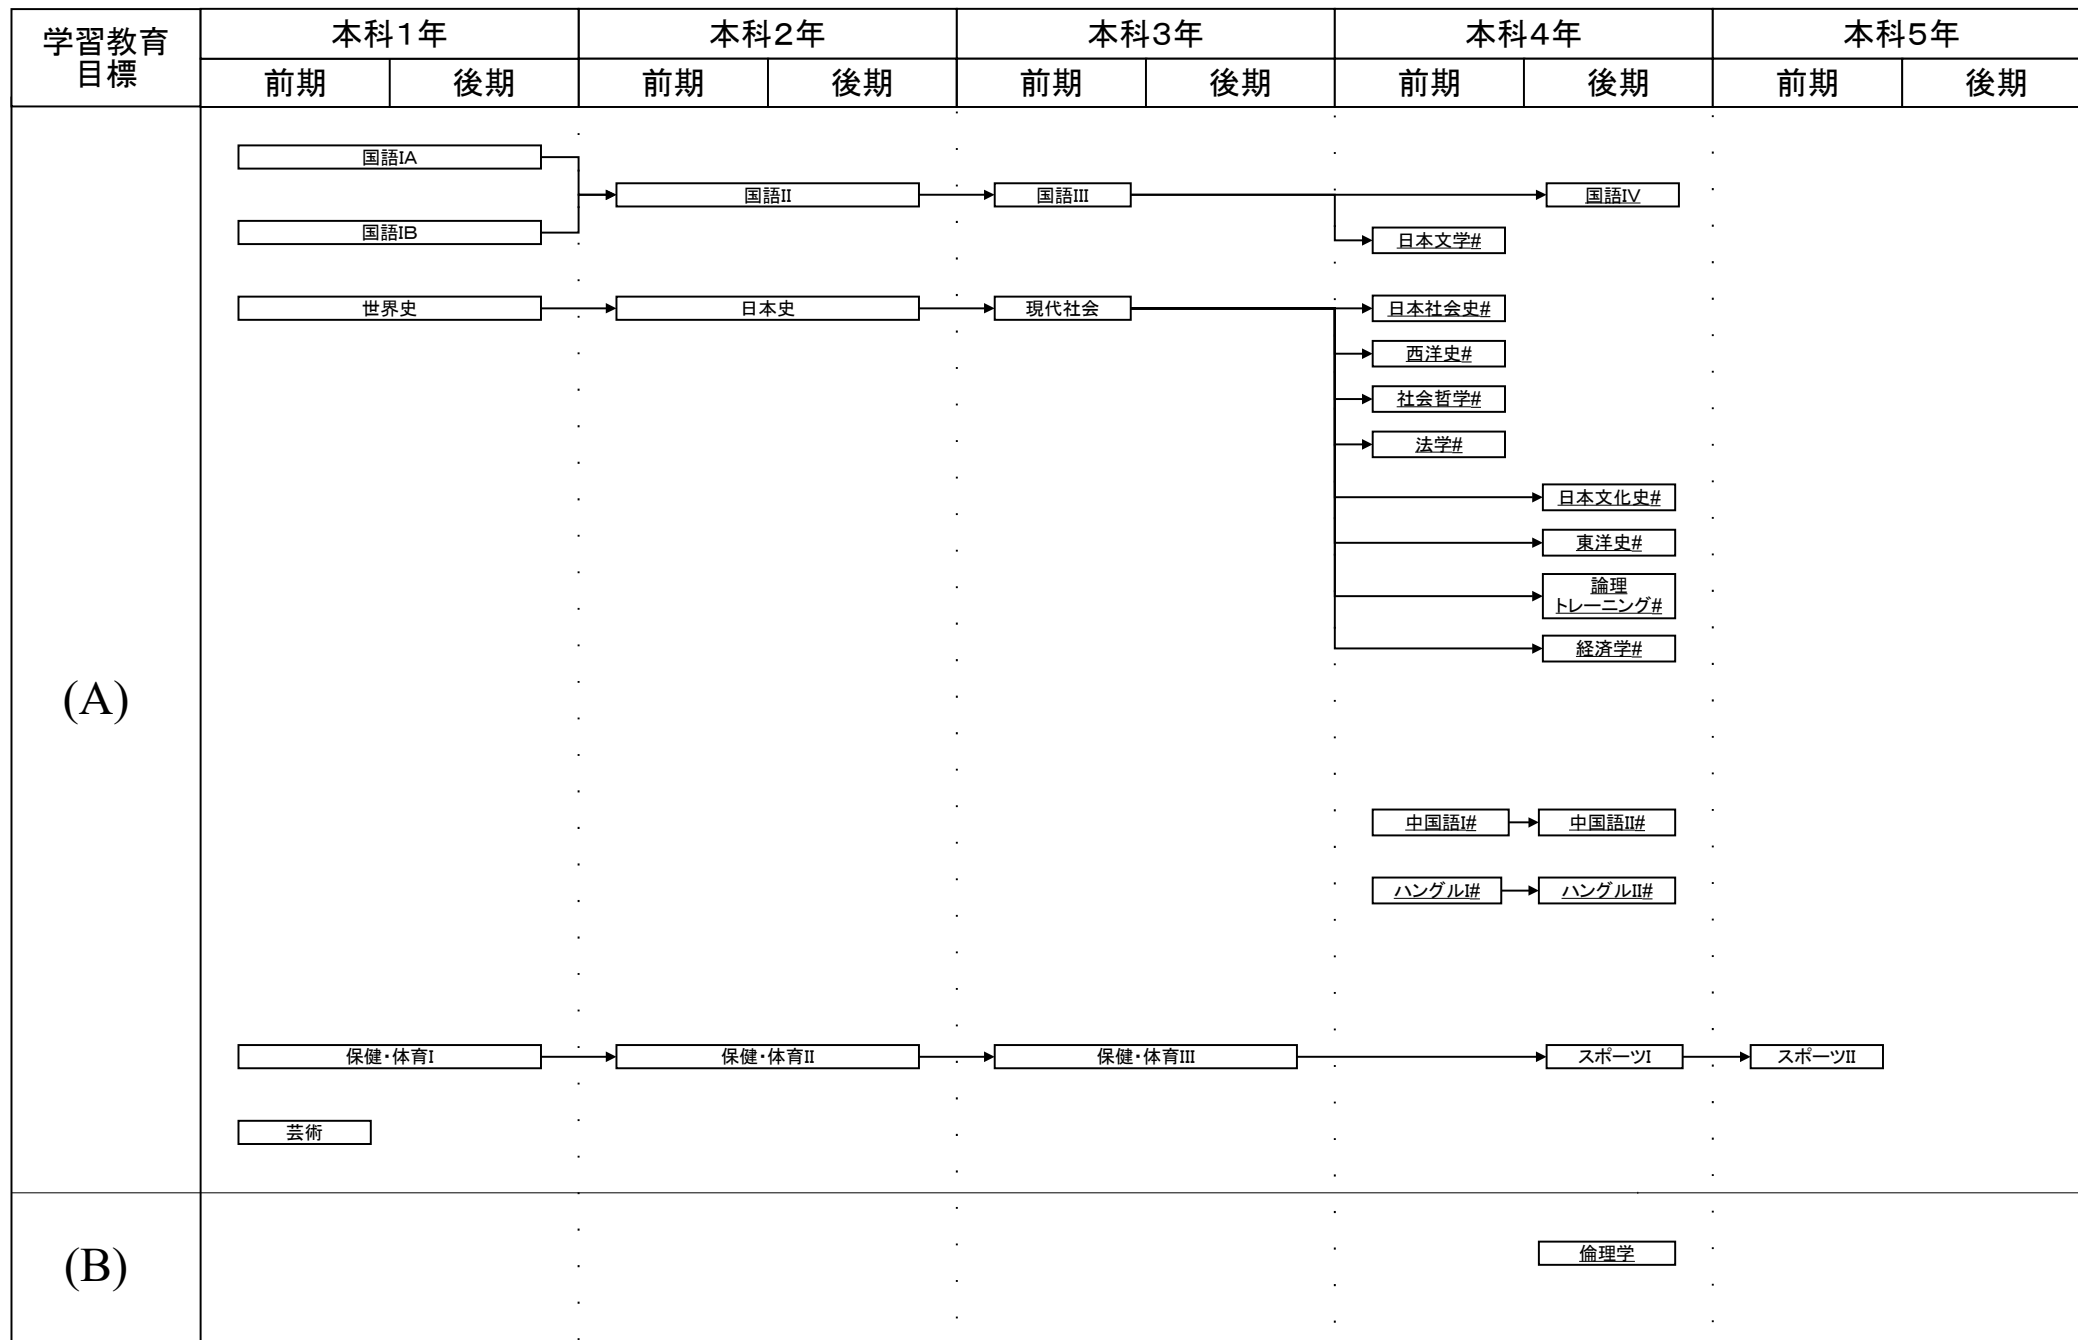 学習教育
目標
本科1年
本科2年
本科3年
本科4年
本科5年
前期
後期
前期
後期
前期
後期
前期
後期
前期
後期
(A)
国語IA
国語IB
国語II
国語III
国語IV
日本文学#
世界史
日本史
現代社会
日本社会史#
西洋史#
社会哲学#
法学#
日本文化史#
東洋史#
論理
トレーニング#
経済学#
中国語I#
中国語II#
ハングルI#
ハングルII#
保健・体育I
保健・体育II
保健・体育III
スポーツI
スポーツII
芸術
(B)
倫理学